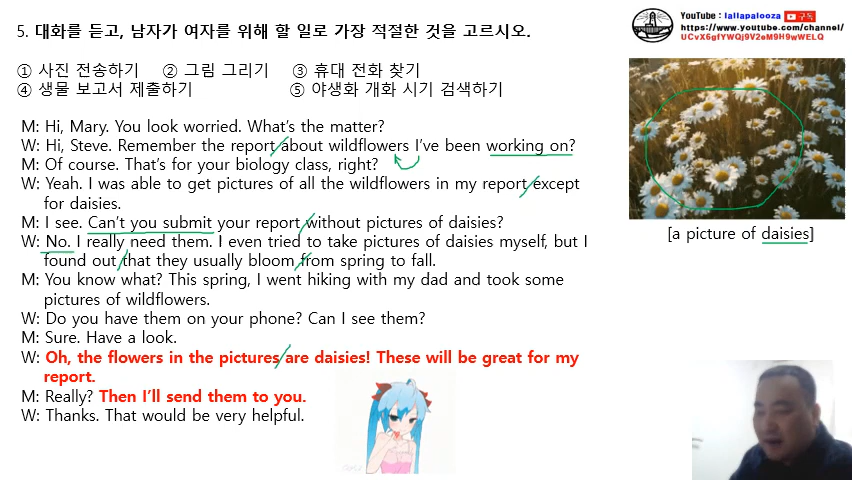 5. 대화를 듣고, 남자가 여자를 위해 할 일로 가장 적절한 것을 고르시오.
① 사진 전송하기 ② 그림 그리기 ③ 휴대 전화 찾기
④ 생물 보고서 제출하기 ⑤ 야생화 개화 시기 검색하기
M: Hi, Mary. You look worried. What's the matter?
W: Hi, Steve. Remember the report about wildflowers I've been working on?
M: Of course. That's for your biology class, right?
W: Yeah. I was able to get pictures of all the wildflowers in my report except
for daisies.
M: I see. Can't you submit your report without pictures of daisies?
W: No. I really need them. I even tried to take pictures of daisies myself, but I
found out that they usually bloom from spring to fall.
M: You know what? This spring, I went hiking with my dad and took some
pictures of wildflowers.
W: Do you have them on your phone? Can I see them?
M: Sure. Have a look.
W: Oh, the flowers in the pictures are daisies! These will be great for my
report.
M: Really? Then I'll send them to you.
W: Thanks. That would be very helpful.
YouTube : lallapalooza 구독
https://www.youtube.com/channel/
UCvX6gfYWQj9V2eM9H9wWELQ
[a picture of daisies]